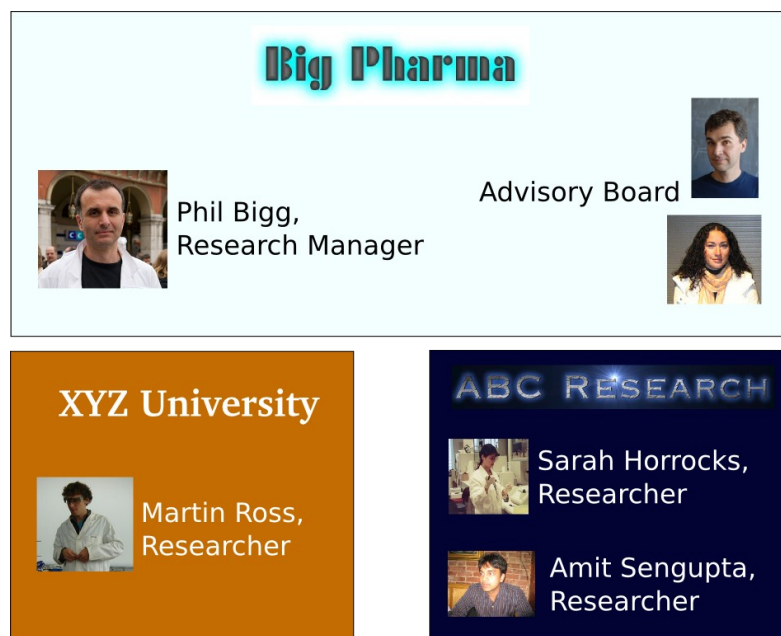 Big Pharma
Advisory Board
Phil Bigg,
Research Manager
XYZ University
Martin Ross,
Researcher
ABC RESEARCH
Sarah Horrocks,
Researcher
Amit Sengupta,
Researcher